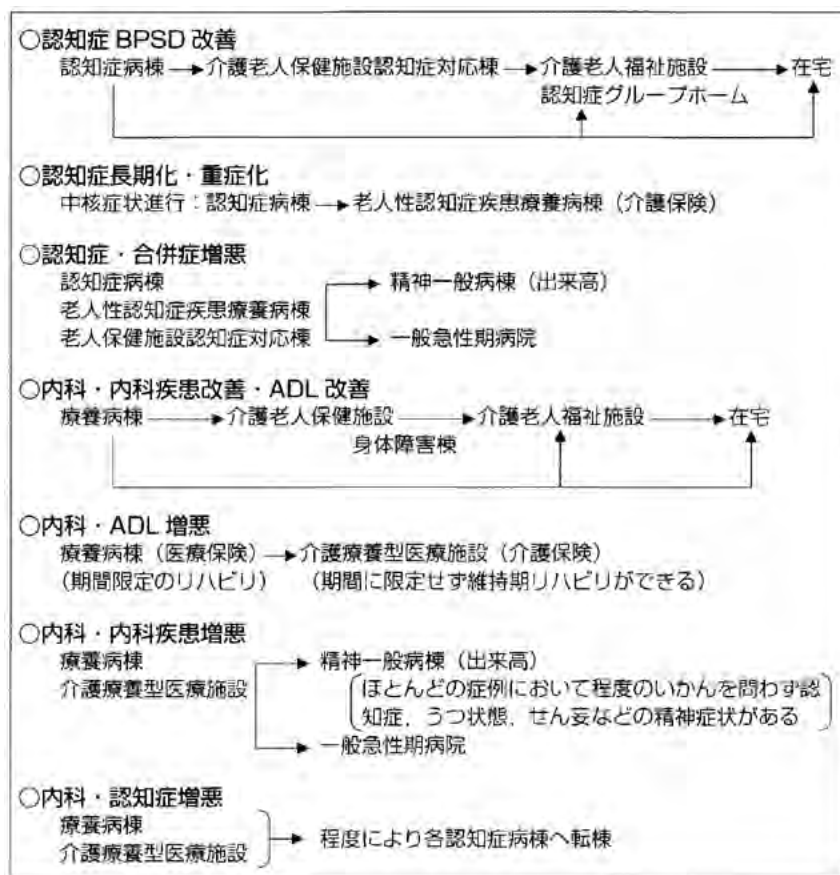 ○認知症 BPSD 改善
認知症病棟→介護老人保健施設認知症対応棟→介護老人福祉施設→在宅
認知症グループホーム
○認知症長期化・重症化
中核症状進行：認知症病棟→老人性認知症疾患療養病棟（介護保険）
○認知症・合併症増悪
認知症病棟→精神一般病棟（出来高）
老人性認知症疾患療養病棟
老人保健施設認知症対応棟→一般急性期病院
○内科・内科疾患改善・ADL 改善
療養病棟→介護老人保健施設→介護老人福祉施設→在宅
身体障害棟
○内科・ADL 増悪
療養病棟（医療保険）→介護療養型医療施設（介護保険）
（期間限定のリハビリ）（期間に限定せず維持期リハビリができる）
○内科・内科疾患増悪
療養病棟→精神一般病棟（出来高）
介護療養型医療施設（ほとんどの症例において程度のいかんを問わず認
知症，うつ状態，せん妄などの精神症状がある）
→一般急性期病院
○内科・認知症増悪
療養病棟
→程度により各認知症病棟へ転棟
介護療養型医療施設